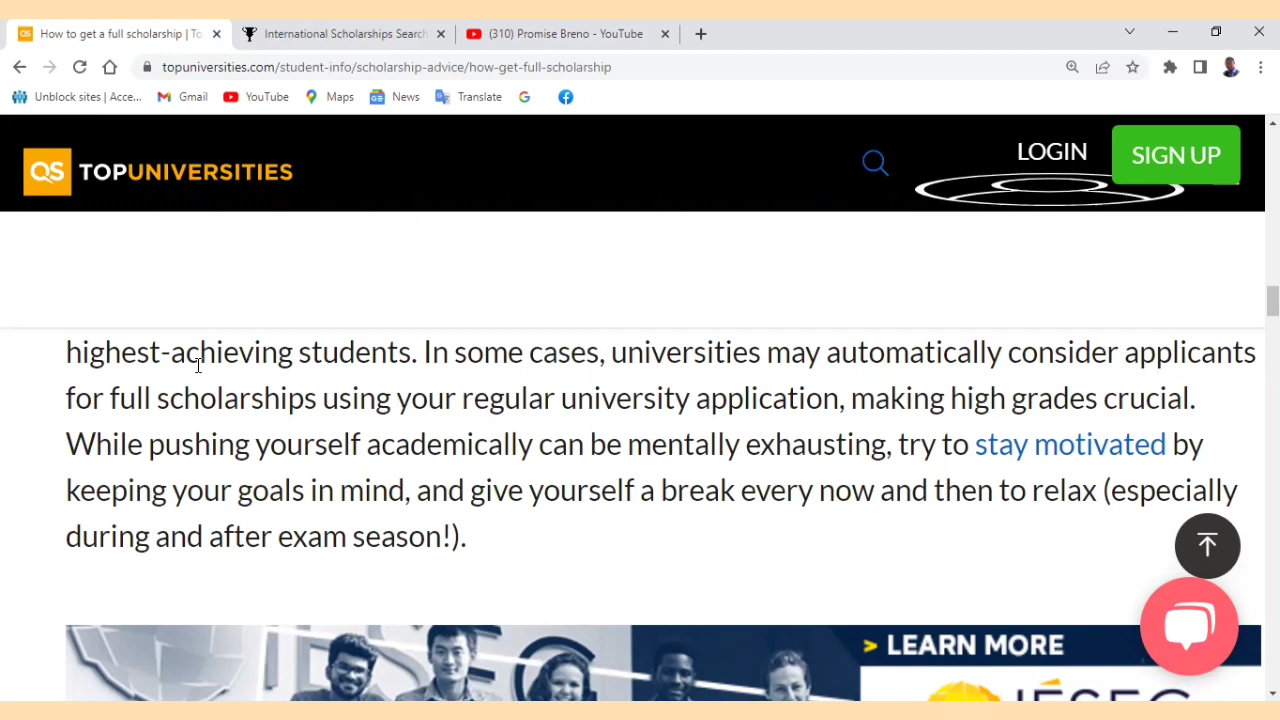 How to get a full scholarship | To
International Scholarships Search
(310) Promise Breno - YouTube
topuniversities.com/student-info/scholarship-advice/how-get-full-scholarship
Unblock sites | Acce... Gmail YouTube Maps News Translate
QS TOPUNIVERSITIES
LOGIN
SIGN UP
highest-achieving students. In some cases, universities may automatically consider applicants
for full scholarships using your regular university application, making high grades crucial.
While pushing yourself academically can be mentally exhausting, try to stay motivated by
keeping your goals in mind, and give yourself a break every now and then to relax (especially
during and after exam season!).
> LEARN MORE
IÉSEG